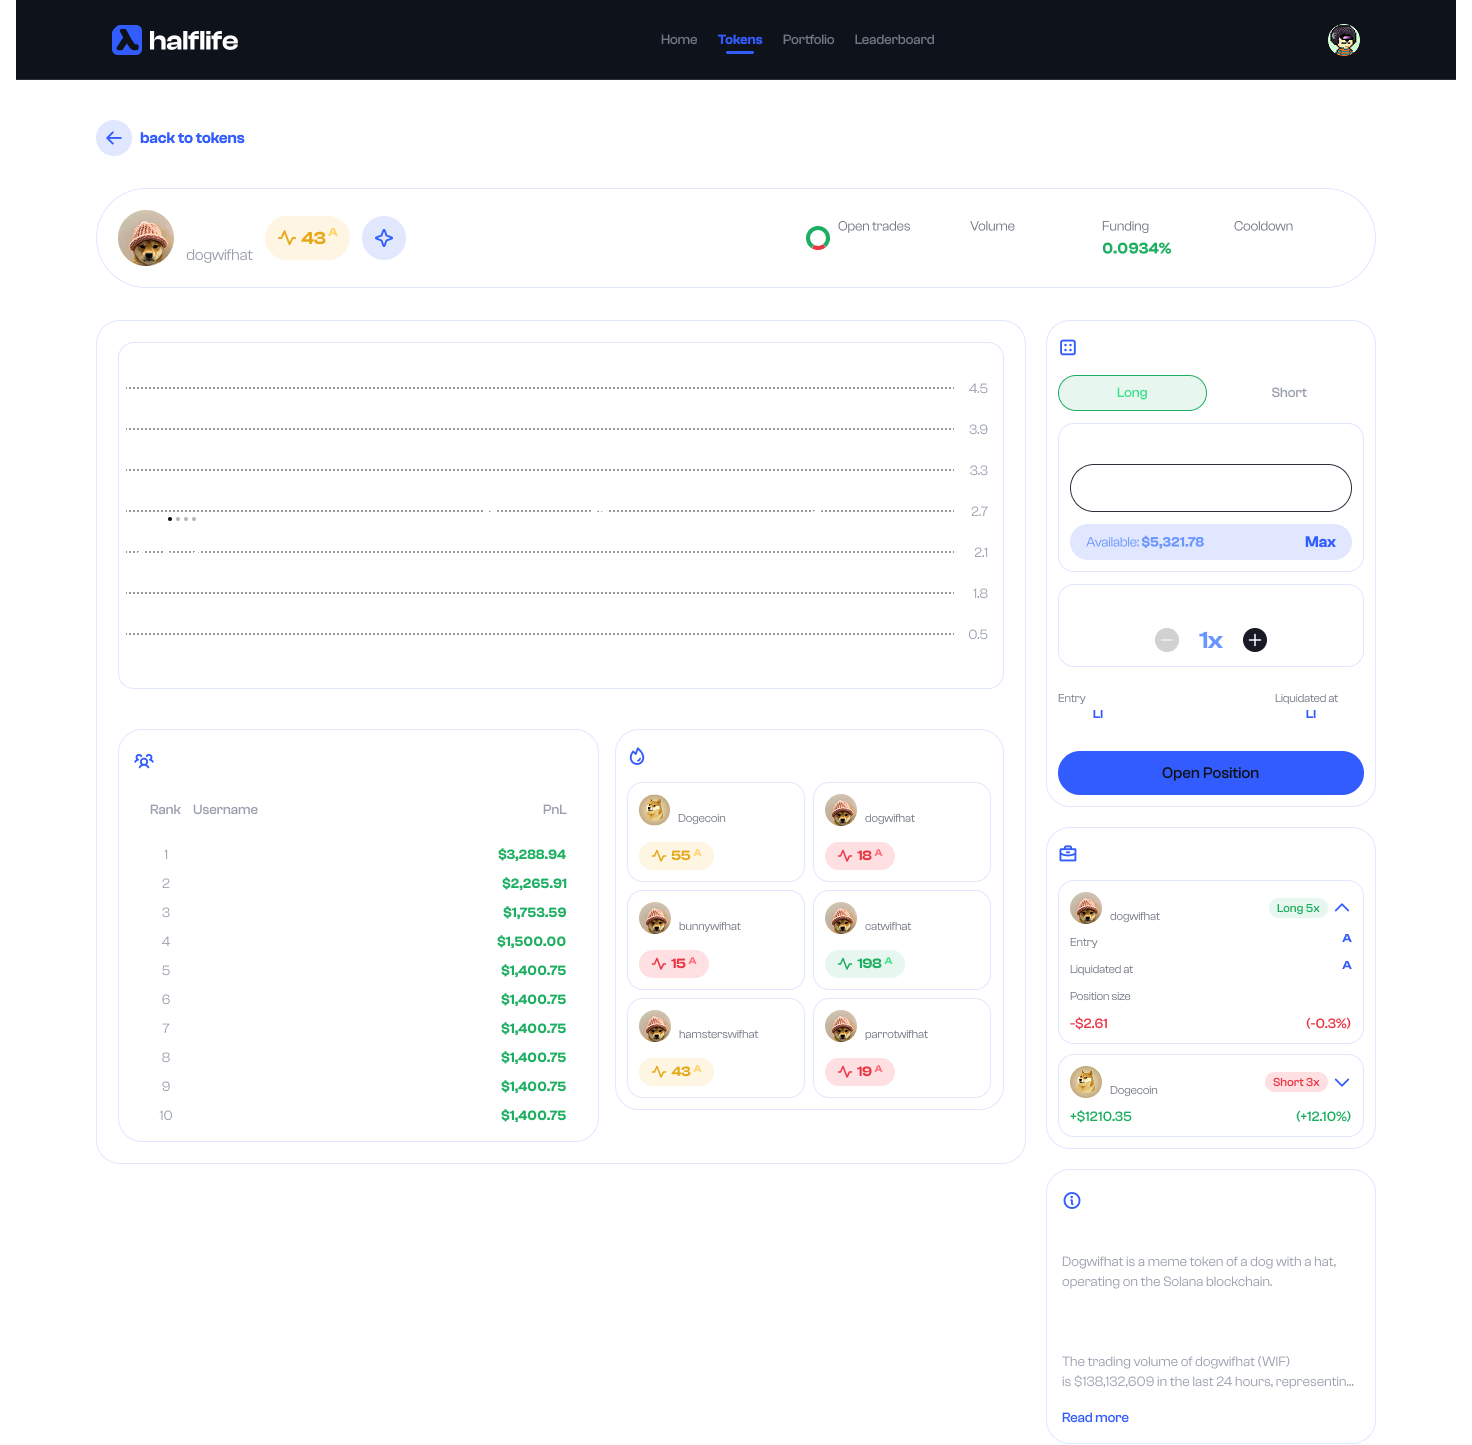 halflife
Home Tokens Portfolio Leaderboard
back to tokens
dogwifhat
43 A
Open trades
Volume
Funding
0.0934%
Cooldown
4.5
3.9
3.3
2.7
2.1
1.8
0.5
Rank Username PnL
1 $3,288.94
2 $2,265.91
3 $1,753.59
4 $1,500.00
5 $1,400.75
6 $1,400.75
7 $1,400.75
8 $1,400.75
9 $1,400.75
10 $1,400.75
Dogecoin
55 A
dogwifhat
18 A
bunnywifhat
15 A
catwifhat
198 A
hamsterswifhat
43 A
parrotwifhat
19 A
Long Short
Available: $5,321.78 Max
1x
Entry Liquidated at
LI LI
Open Position
dogwifhat Long 5x
Entry A
Liquidated at A
Position size
-$2.61 (-0.3%)
Dogecoin Short 3x
+$1210.35 (+12.10%)
Dogwifhat is a meme token of a dog with a hat,
operating on the Solana blockchain.
The trading volume of dogwifhat (WIF)
is $138,132,609 in the last 24 hours, representin...
Read more